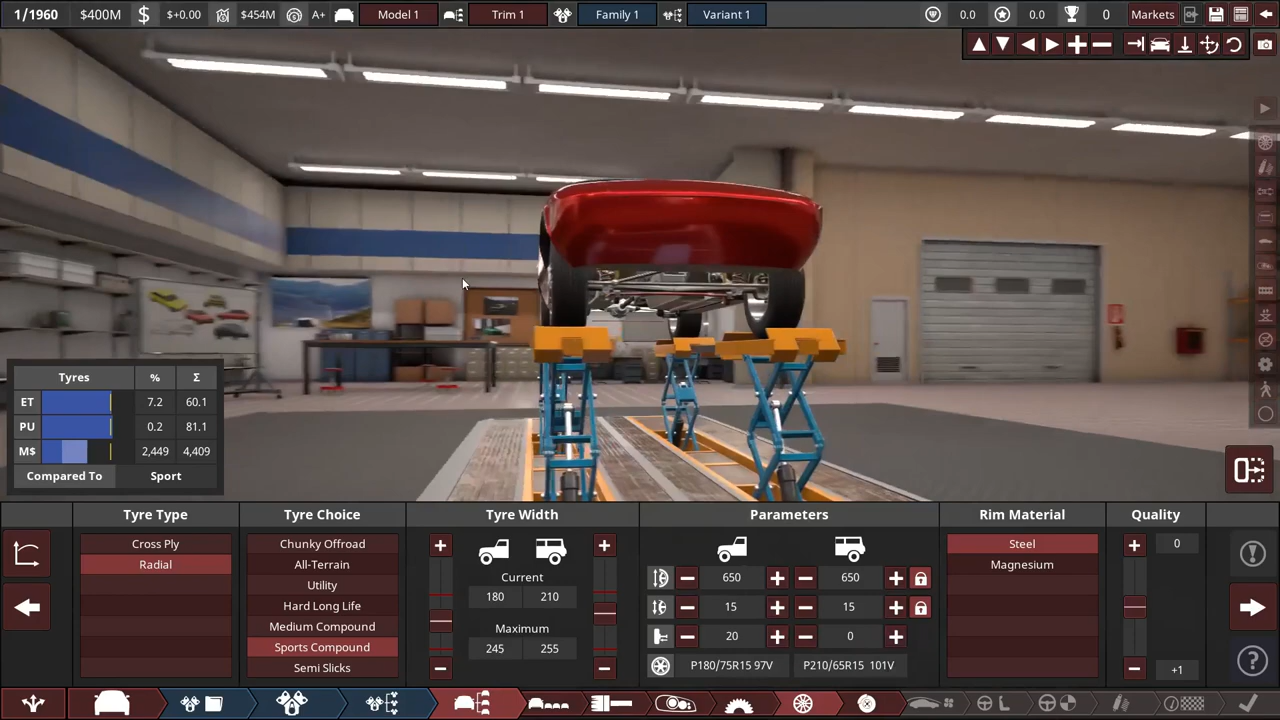 1/1960 $400M $+0.00 $454M A+ Model 1 Trim 1 Family 1 Variant 1 0.0 0.0 0 Markets
Tyres % Σ
ET 7.2 60.1
PU 0.2 81.1
M$ 2,449 4,409
Compared To Sport
Tyre Type
Cross Ply
Radial
Tyre Choice
Chunky Offroad
All-Terrain
Utility
Hard Long Life
Medium Compound
Sports Compound
Semi Slicks
Tyre Width
Current
180 210
Maximum
245 255
Parameters
650 650
15 15
20 0
P180/75R15 97V P210/65R15 101V
Rim Material
Steel
Magnesium
Quality
0
+1